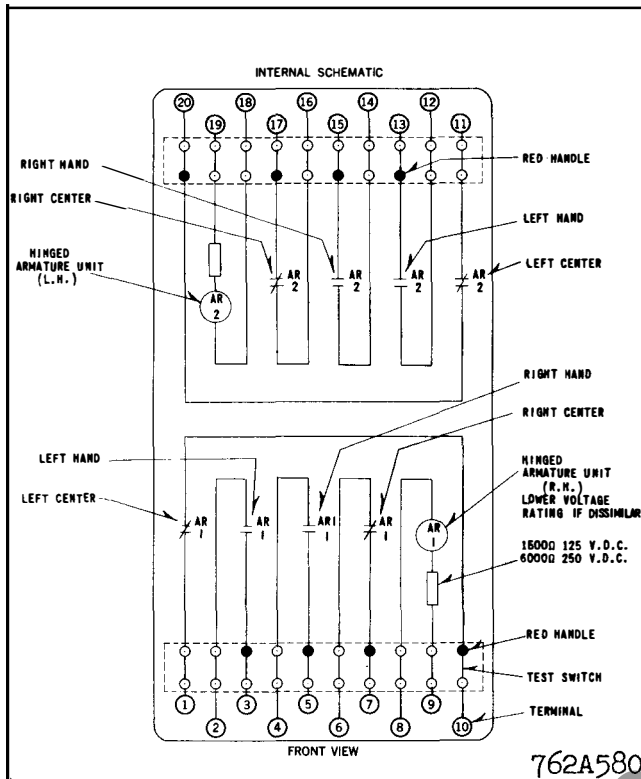 INTERNAL SCHEMATIC
20 18 16 14 12
19 17 15 13 11
RIGHT HAND
RED HANDLE
RIGHT CENTER
LEFT HAND
HINGED
ARMATURE UNIT
(L.H.)
LEFT CENTER
AR
2
AR
2
AR
2
AR
2
AR
2
RIGHT HAND
RIGHT CENTER
LEFT HAND
LEFT CENTER
HINGED
ARMATURE UNIT
(R.H.)
LOWER VOLTAGE
RATING IF DISSIMILAR
AR
1
AR
1
ARI
1
AR
1
AR
1
1500Ω 125 V.D.C.
6000Ω 250 V.D.C.
RED HANDLE
TEST SWITCH
1 3 5 7 9
2 4 6 8 10
TERMINAL
FRONT VIEW
762A580